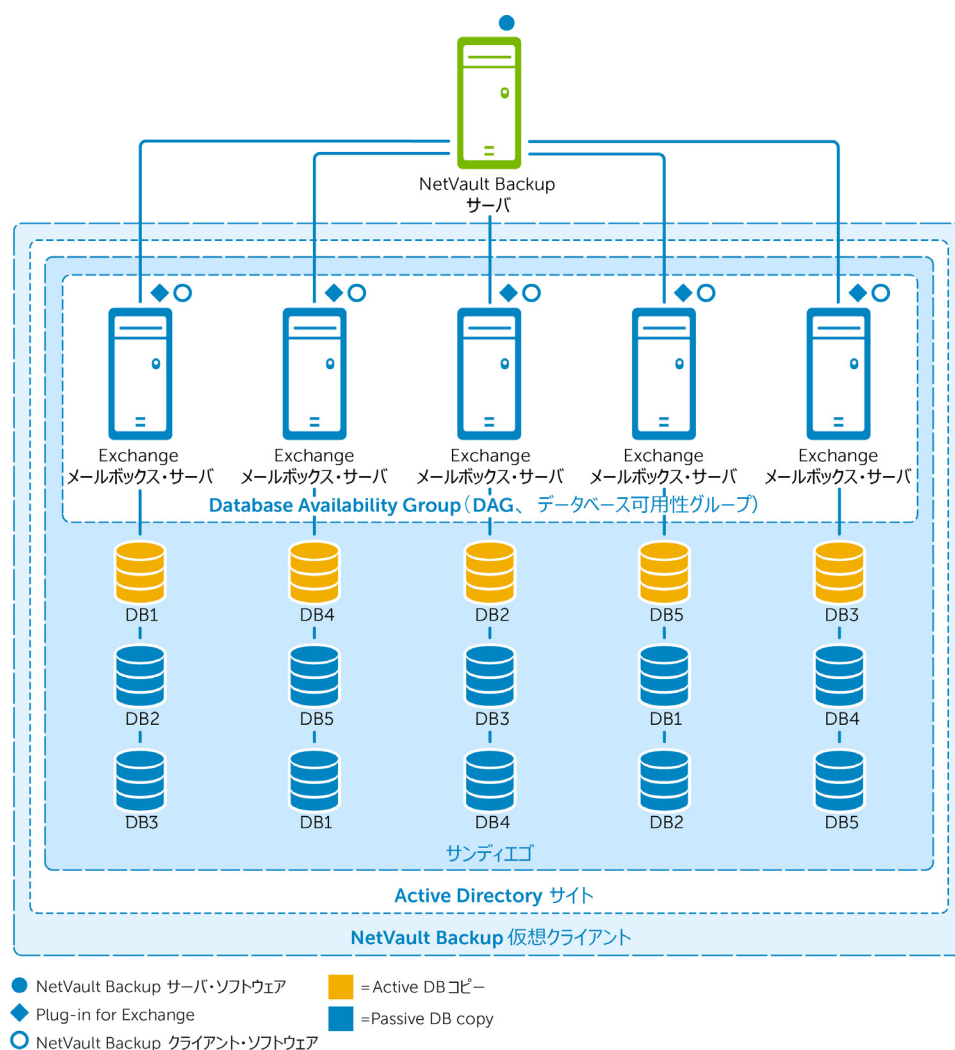 NetVault Backup
サーバ
Exchange
メールボックス・サーバ
Exchange
メールボックス・サーバ
Exchange
メールボックス・サーバ
Exchange
メールボックス・サーバ
Exchange
メールボックス・サーバ
Database Availability Group（DAG、 データベース可用性グループ）
DB1 DB4 DB2 DB5 DB3
DB2 DB5 DB3 DB1 DB4
DB3 DB1 DB4 DB2 DB5
サンディエゴ
Active Directory サイト
NetVault Backup 仮想クライアント
NetVault Backup サーバ・ソフトウェア
Plug-in for Exchange
NetVault Backup クライアント・ソフトウェア
=Active DBコピー
=Passive DB copy